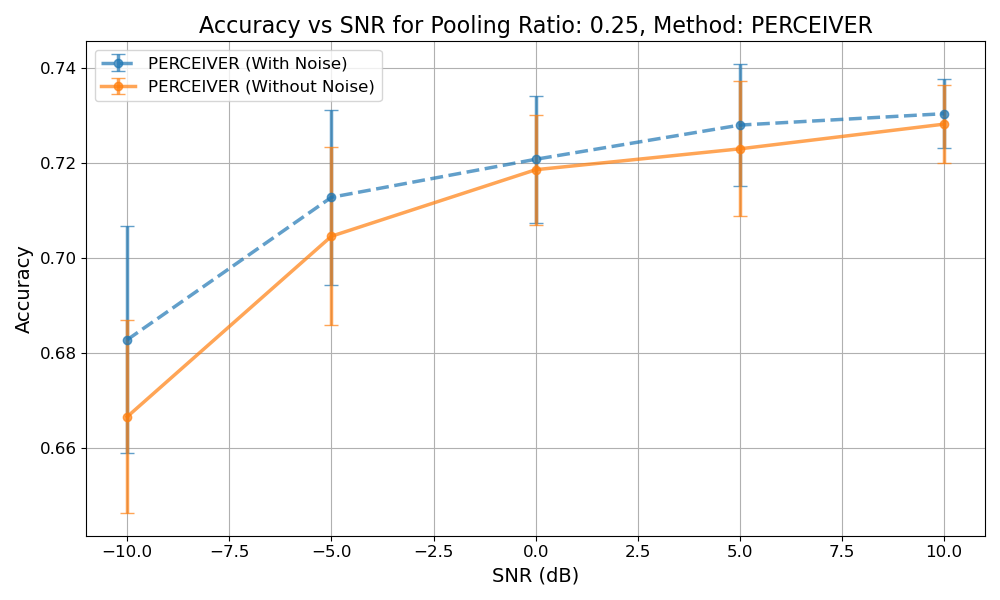 Accuracy vs SNR for Pooling Ratio: 0.25, Method: PERCEIVER
PERCEIVER (With Noise)
PERCEIVER (Without Noise)
Accuracy
0.74
0.72
0.70
0.68
0.66
−10.0 −7.5 −5.0 −2.5 0.0 2.5 5.0 7.5 10.0
SNR (dB)